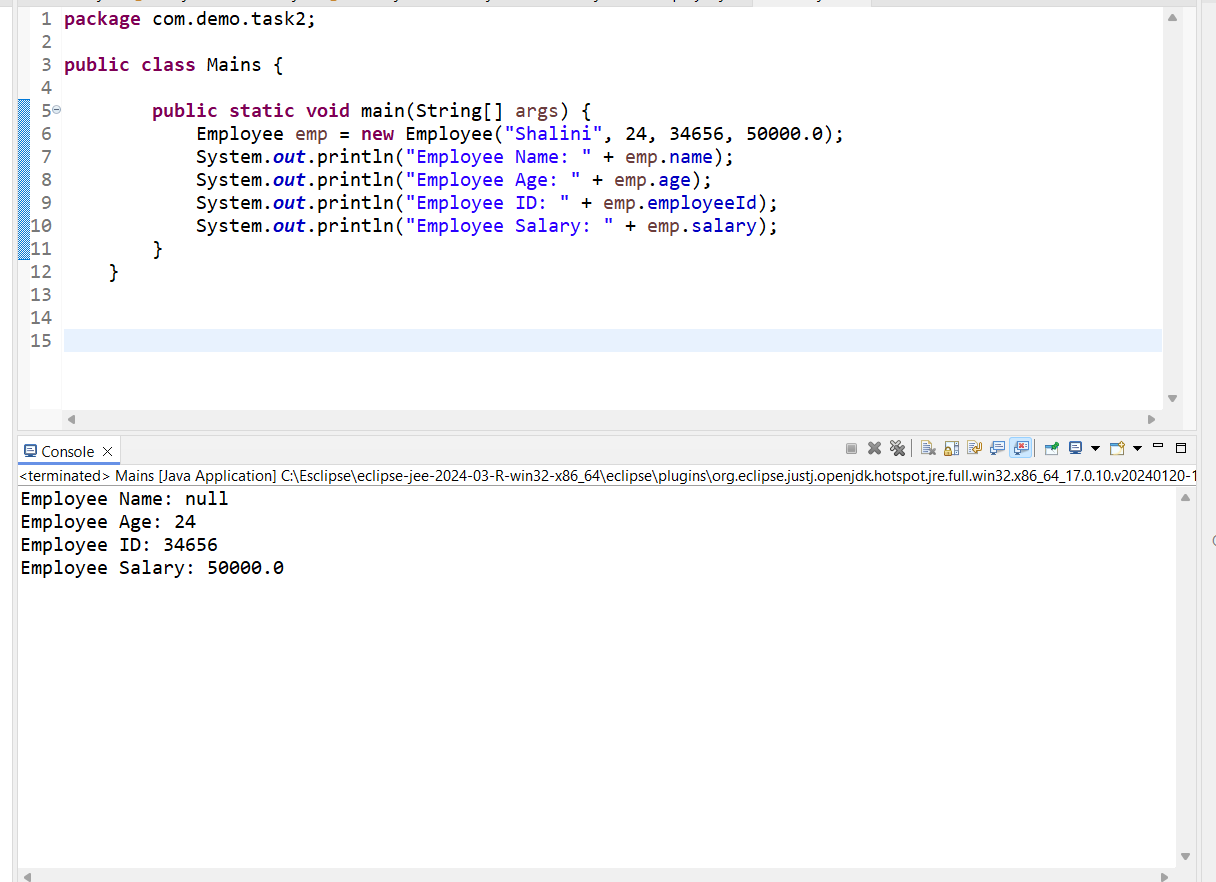 1 package com.demo.task2;
2
3 public class Mains {
4
5 public static void main(String[] args) {
6 Employee emp = new Employee("Shalini", 24, 34656, 50000.0);
7 System.out.println("Employee Name: " + emp.name);
8 System.out.println("Employee Age: " + emp.age);
9 System.out.println("Employee ID: " + emp.employeeId);
10 System.out.println("Employee Salary: " + emp.salary);
11 }
12 }
13
14
15
Console
<terminated> Mains [Java Application] C:\Esclipse\eclipse-jee-2024-03-R-win32-x86_64\eclipse\plugins\org.eclipse.justj.openjdk.hotspot.jre.full.win32.x86_64_17.0.10.v20240120-1
Employee Name: null
Employee Age: 24
Employee ID: 34656
Employee Salary: 50000.0